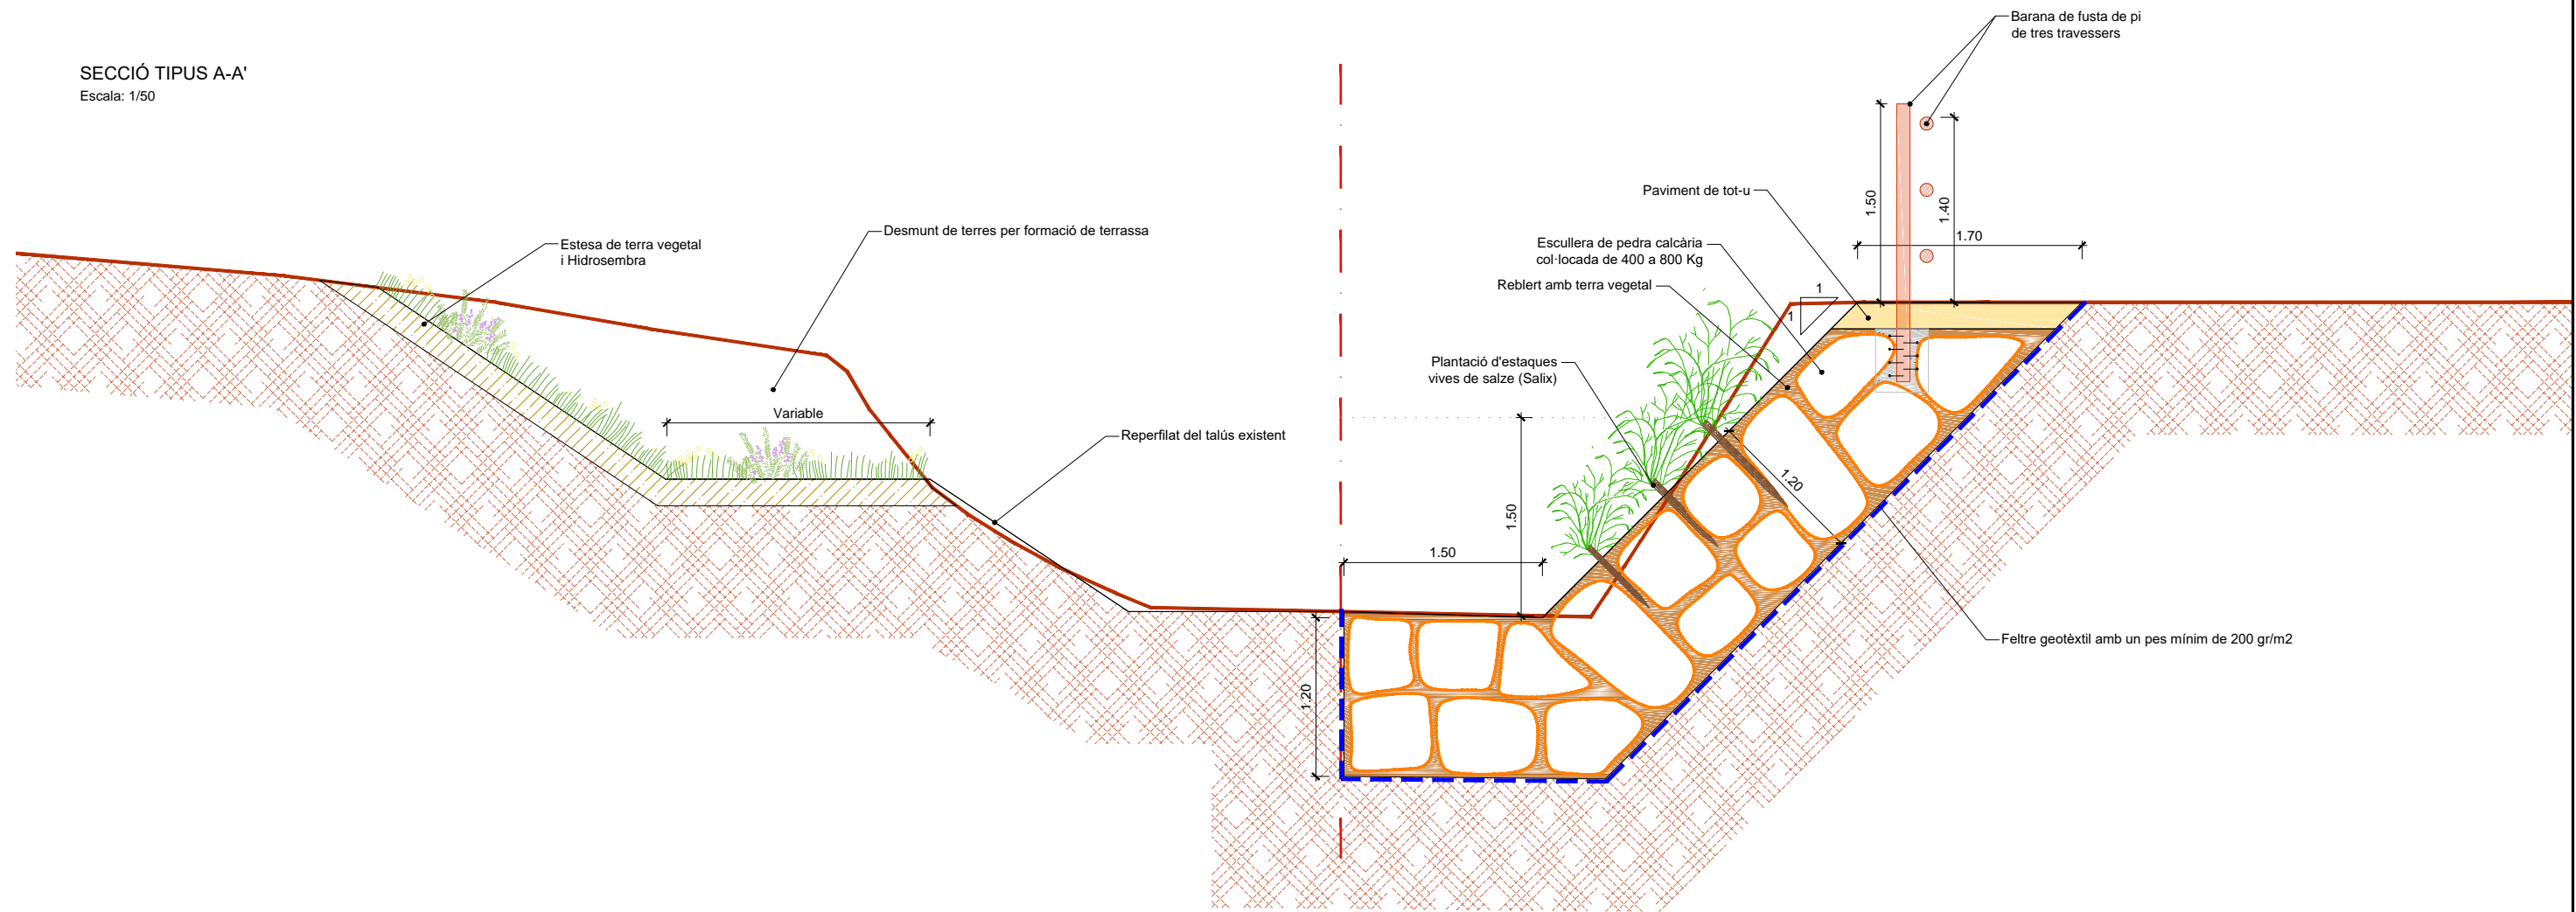 SECCIÓ TIPUS A-A'
Escala: 1/50
Barana de fusta de pi
de tres travessers
1.50
1.40
1.70
Paviment de tot-u
Escullera de pedra calcària
col·locada de 400 a 800 Kg
Reblert amb terra vegetal
1
1
Desmunt de terres per formació de terrassa
Estesa de terra vegetal
i Hidrosembra
Plantació d'estaques
vives de salze (Salix)
Variable
Reperfilat del talús existent
1.50
1.20
1.50
1.20
Feltre geotèxtil amb un pes mínim de 200 gr/m2